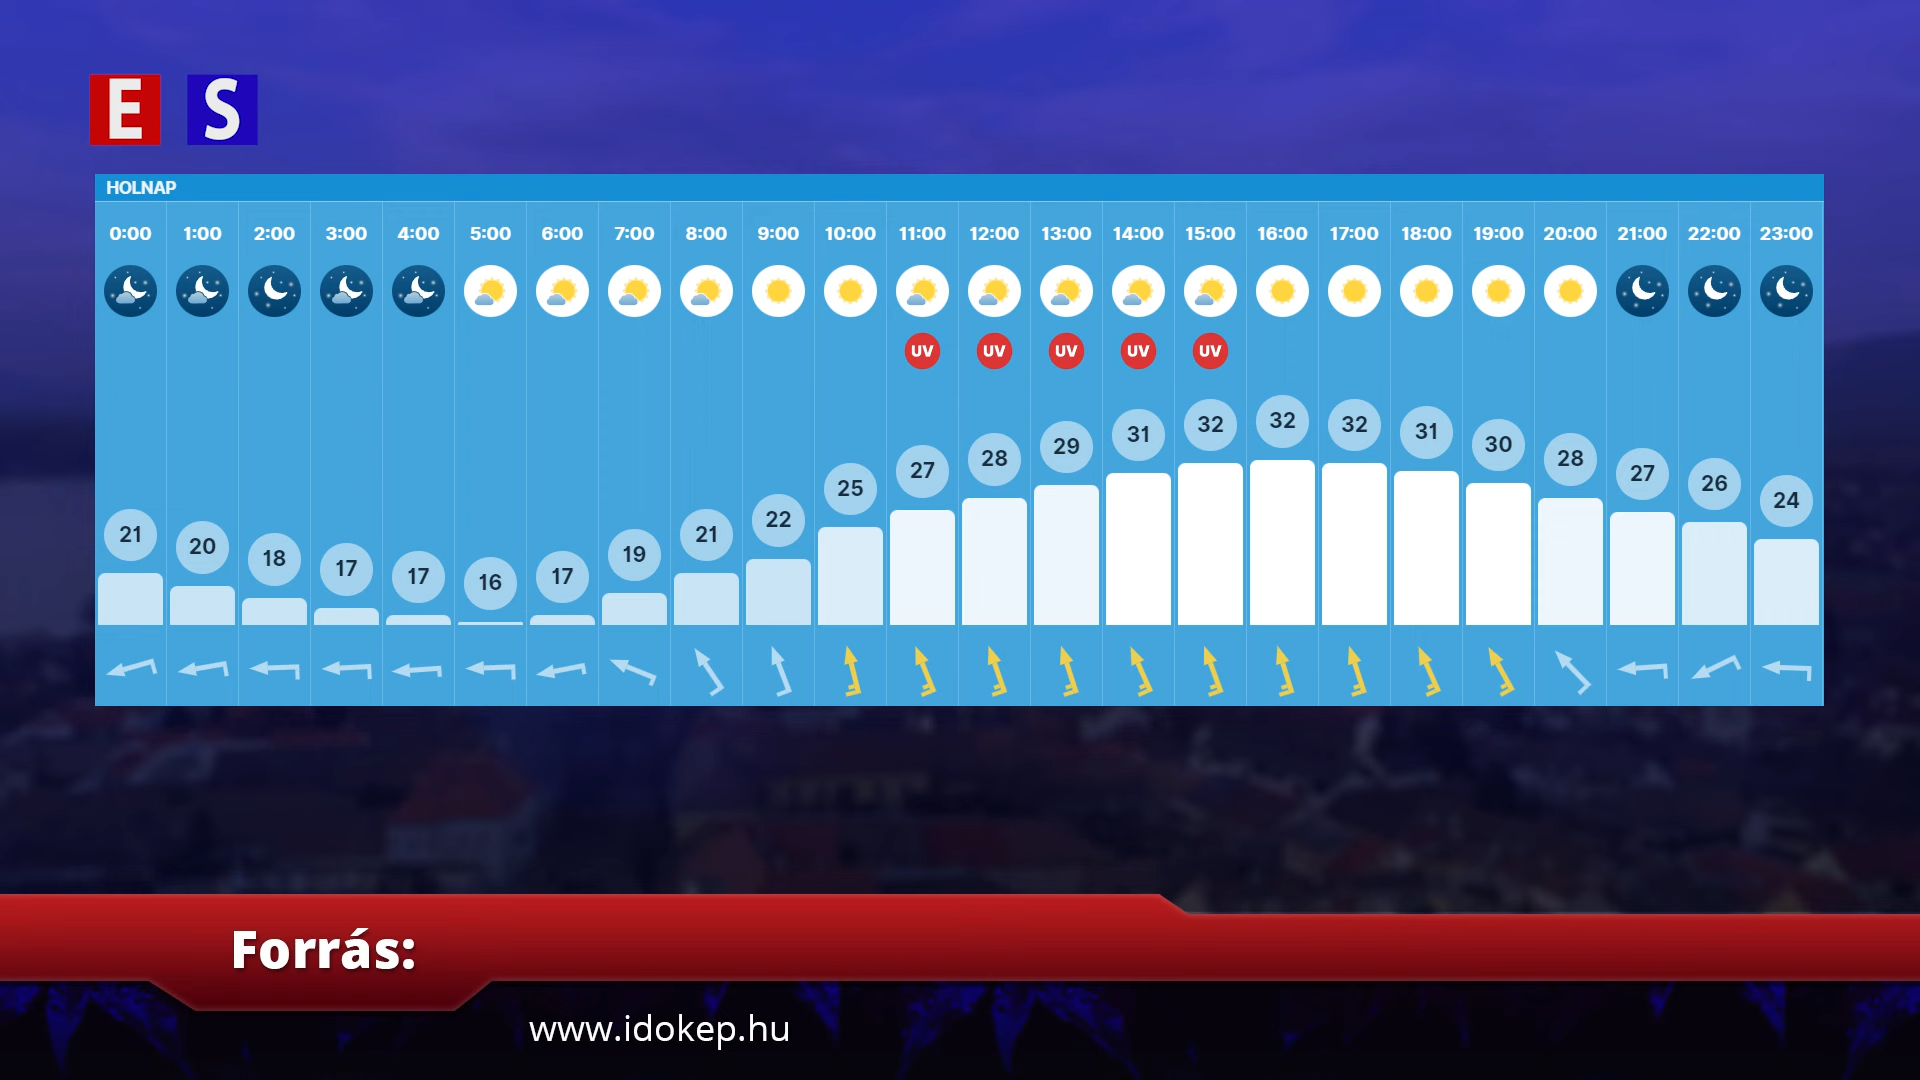 E S
HOLNAP
0:00 1:00 2:00 3:00 4:00 5:00 6:00 7:00 8:00 9:00 10:00 11:00 12:00 13:00 14:00 15:00 16:00 17:00 18:00 19:00 20:00 21:00 22:00 23:00
UV UV UV UV UV
21 20 18 17 17 16 17 19 21 22 25 27 28 29 31 32 32 32 31 30 28 27 26 24
Forrás:
www.idokep.hu